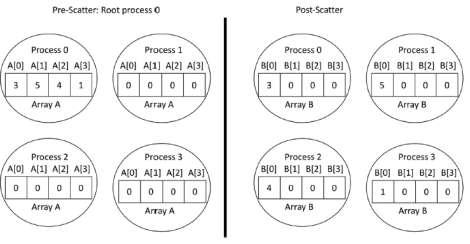 Pre-Scatter: Root process 0
Post-Scatter
Process 0
A[0] A[1] A[2] A[3]
3 5 4 1
Array A
Process 1
A[0] A[1] A[2] A[3]
0 0 0 0
Array A
Process 0
B[0] B[1] B[2] B[3]
3 0 0 0
Array B
Process 1
B[0] B[1] B[2] B[3]
5 0 0 0
Array B
Process 2
A[0] A[1] A[2] A[3]
0 0 0 0
Array A
Process 3
A[0] A[1] A[2] A[3]
0 0 0 0
Array A
Process 2
B[0] B[1] B[2] B[3]
4 0 0 0
Array B
Process 3
B[0] B[1] B[2] B[3]
1 0 0 0
Array B